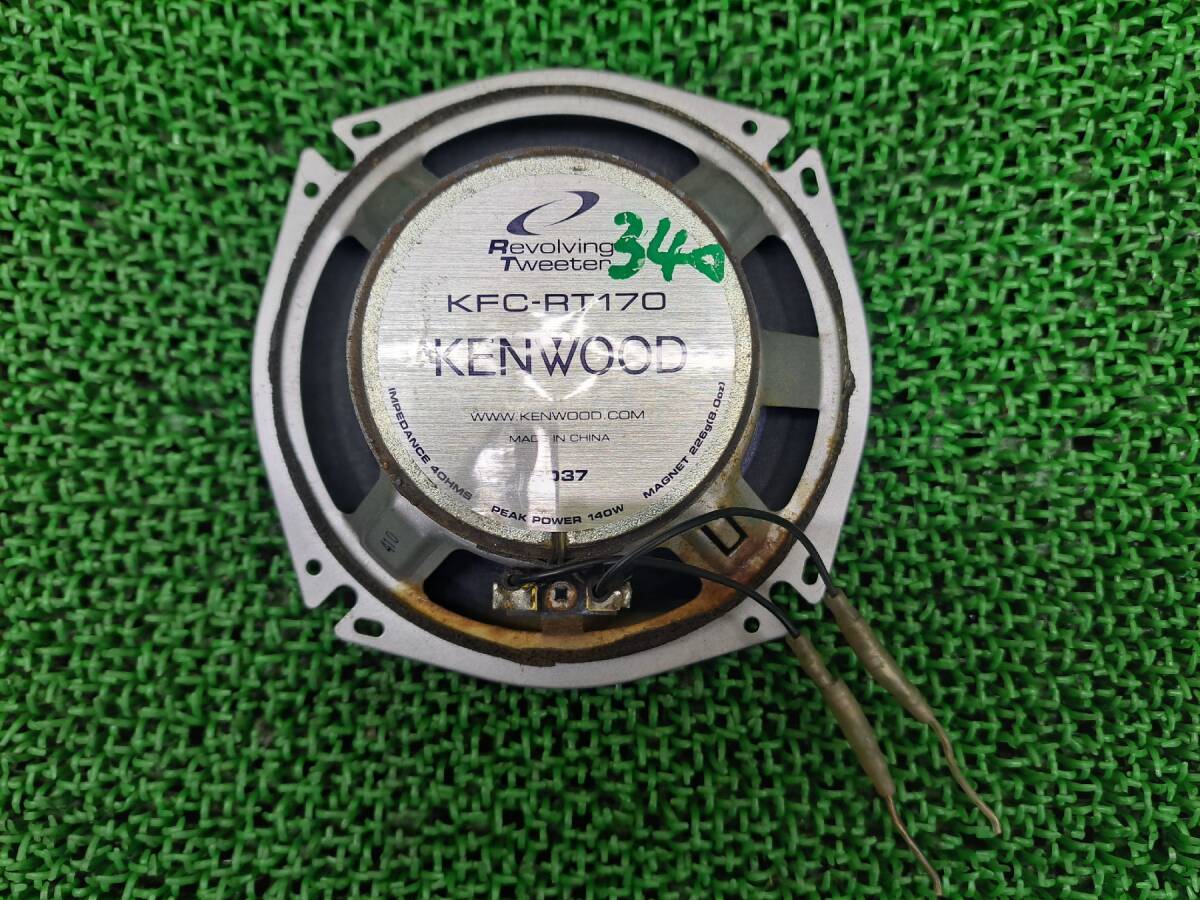 Revolving
Tweeter
340
KFC-RT170
KENWOOD
WWW.KENWOOD.COM
MADE IN CHINA
037
IMPEDANCE 4OHMS
PEAK POWER 140W
MAGNET 226g(8.0oz)
410